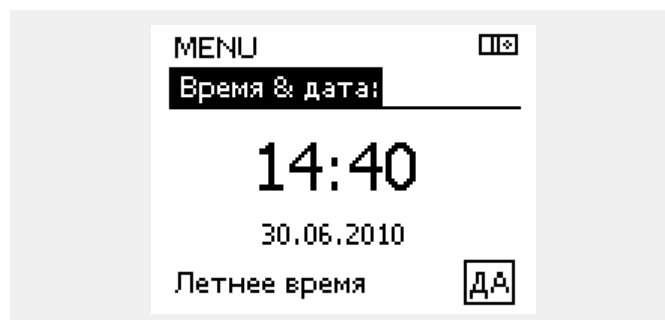 MENU
Время & дата:
14:40
30.06.2010
Летнее время ДА